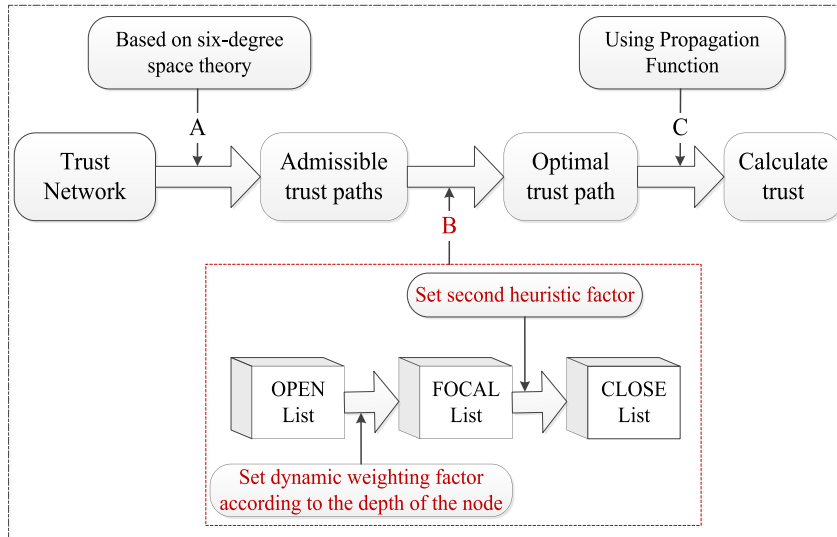 Based on six-degree
space theory
Using Propagation
Function
A
C
Trust
Network
Admissible
trust paths
Optimal
trust path
Calculate
trust
B
Set second heuristic factor
OPEN
List
FOCAL
List
CLOSE
List
Set dynamic weighting factor
according to the depth of the node